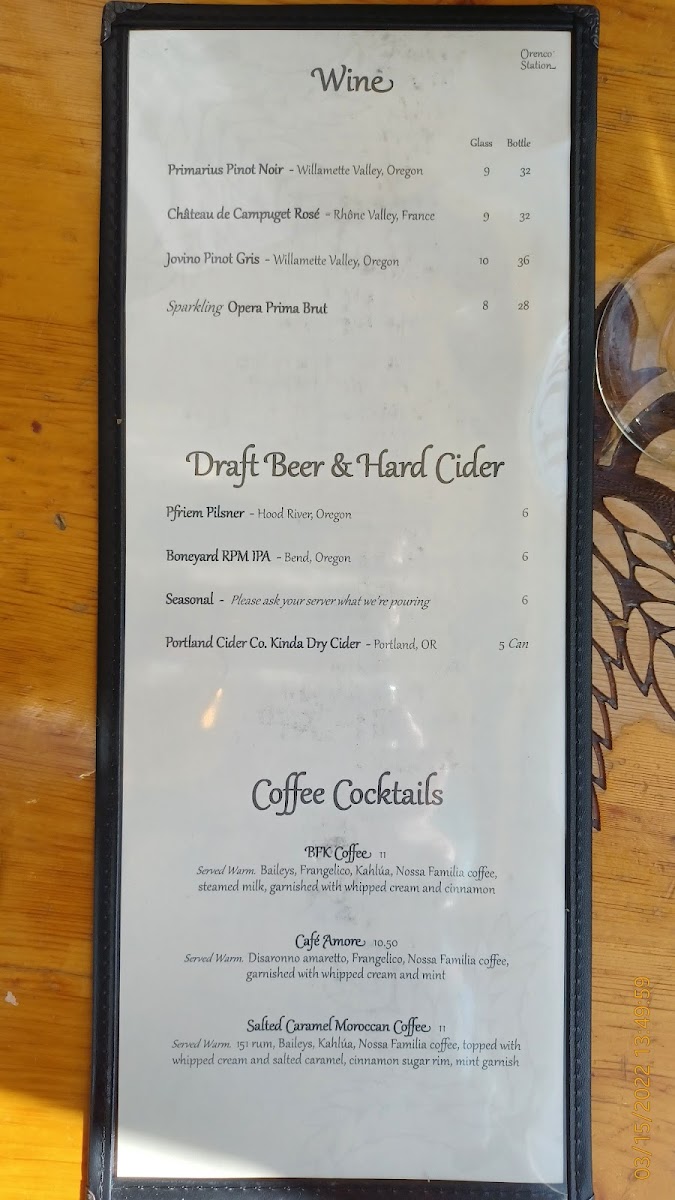 Orenco
Station
Wine
Glass Bottle
Primarius Pinot Noir - Willamette Valley, Oregon 9 32
Château de Campuget Rosé - Rhône Valley, France 9 32
Jovino Pinot Gris - Willamette Valley, Oregon 10 36
Sparkling Opera Prima Brut 8 28
Draft Beer & Hard Cider
Pfriem Pilsner - Hood River, Oregon 6
Boneyard RPM IPA - Bend, Oregon 6
Seasonal - Please ask your server what we're pouring 6
Portland Cider Co. Kinda Dry Cider - Portland, OR 5 Can
Coffee Cocktails
BFK Coffee 11
Served Warm. Baileys, Frangelico, Kahlúa, Nossa Familia coffee,
steamed milk, garnished with whipped cream and cinnamon
Café Amore 10.50
Served Warm. Disaronno amaretto, Frangelico, Nossa Familia coffee,
garnished with whipped cream and mint
Salted Caramel Moroccan Coffee 11
Served Warm. 151 rum, Baileys, Kahlúa, Nossa Familia coffee, topped with
whipped cream and salted caramel, cinnamon sugar rim, mint garnish
03/15/2022 13:49:59